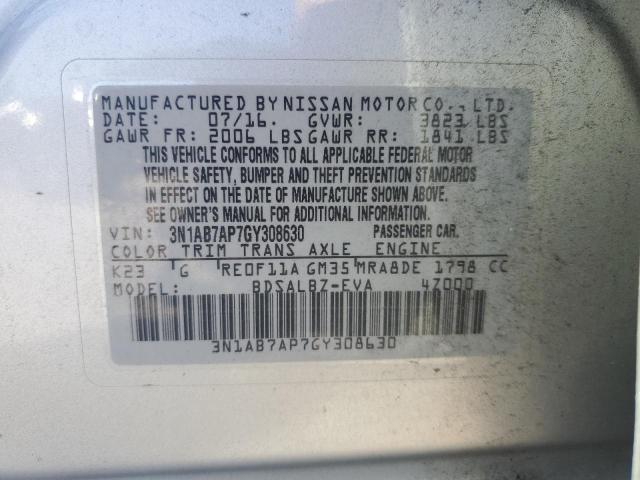 MANUFACTURED BY NISSAN MOTOR CO., LTD.
DATE: 07/16. GVWR: 3823 LBS
GAWR FR: 2006 LBS GAWR RR: 1841 LBS
THIS VEHICLE CONFORMS TO ALL APPLICABLE FEDERAL MOTOR
VEHICLE SAFETY, BUMPER AND THEFT PREVENTION STANDARDS
IN EFFECT ON THE DATE OF MANUFACTURE SHOWN ABOVE.
SEE OWNER'S MANUAL FOR ADDITIONAL INFORMATION.
VIN: 3N1AB7AP7GY308630 PASSENGER CAR.
COLOR TRIM TRANS AXLE ENGINE
K23 G RE0F11A GM35 MRA8DE 1798 CC
MODEL: BDSALBZ-EVA 4Z000
3N1AB7AP7GY308630